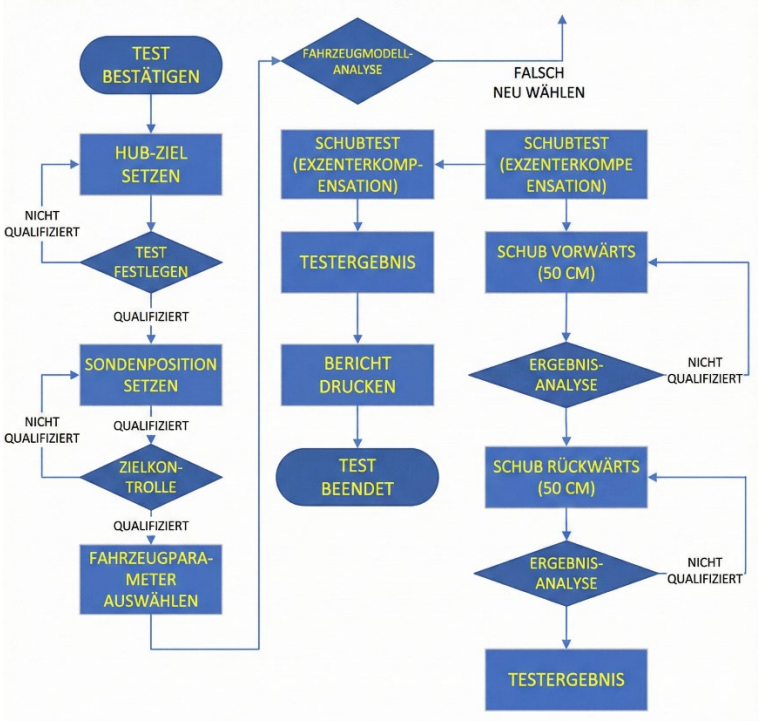 TEST
BESTÄTIGEN
HUB-ZIEL
SETZEN
NICHT
QUALIFIZIERT
TEST
FESTLEGEN
QUALIFIZIERT
SONDENPOSITION
SETZEN
NICHT
QUALIFIZIERT
QUALIFIZIERT
ZIELKON-
TROLLE
QUALIFIZIERT
FAHRZEUGPARA-
METER
AUSWÄHLEN
FAHRZEUGMODELL-
ANALYSE
FALSCH
NEU WÄHLEN
SCHUBTEST
(EXZENTERKOMP-
ENSATION)
TESTERGEBNIS
BERICHT
DRUCKEN
TEST
BEENDET
SCHUBTEST
(EXZENTERKOMPE
ENSATION)
SCHUB VORWÄRTS
(50 CM)
ERGEBNIS-
ANALYSE
NICHT
QUALIFIZIERT
SCHUB RÜCKWÄRTS
(50 CM)
ERGEBNIS-
ANALYSE
NICHT
QUALIFIZIERT
TESTERGEBNIS